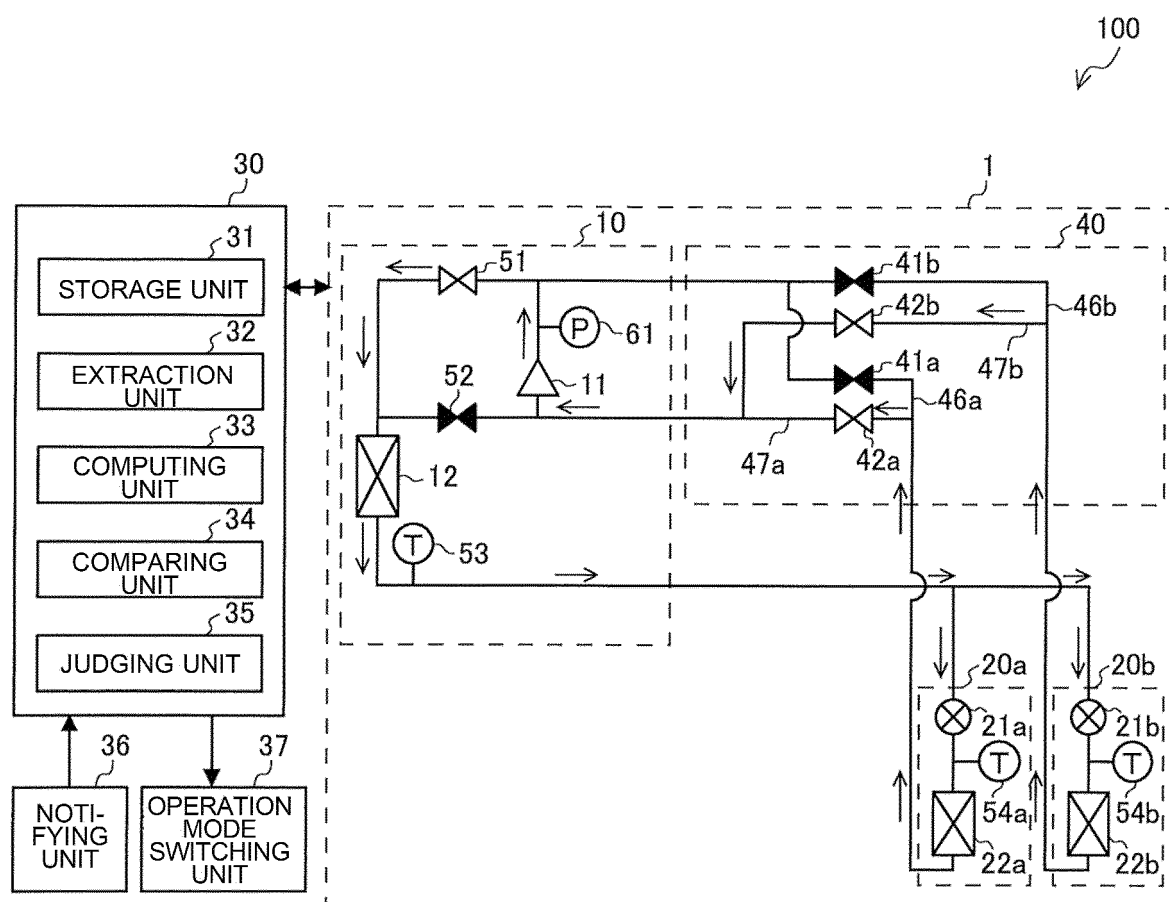 100
30
1
10
40
31
STORAGE UNIT
51
41b
32
EXTRACTION
UNIT
P
61
42b
46b
47b
33
COMPUTING
UNIT
52
11
41a
46a
47a
42a
12
34
COMPARING
UNIT
T
53
35
JUDGING UNIT
20a
20b
21a
21b
36
NOTI-
FYING
UNIT
37
OPERATION
MODE
SWITCHING
UNIT
T
54a
T
54b
22a
22b